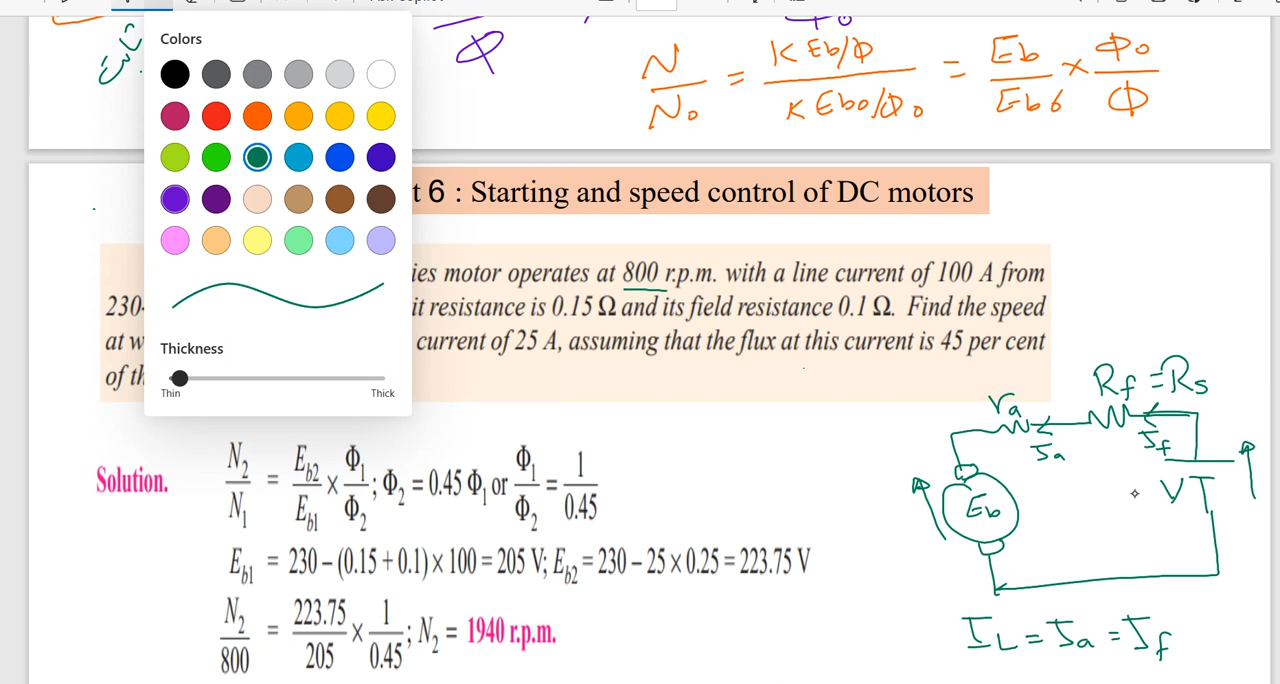 N/N₀ = K Eb/Φ / K Ebo/Φ₀ = Eb/Ebo × Φ₀/Φ
Φ
Colors
Thickness
Thin Thick
t 6 : Starting and speed control of DC motors
ies motor operates at 800 r.p.m. with a line current of 100 A from
230- it resistance is 0.15 Ω and its field resistance 0.1 Ω. Find the speed
at w current of 25 A, assuming that the flux at this current is 45 per cent
of th
Rf = Rs
ra
Ia If
Eb VT
Solution. N₂/N₁ = E_b2/E_b1 × Φ₁/Φ₂ ; Φ₂ = 0.45 Φ₁ or Φ₁/Φ₂ = 1/0.45
E_b1 = 230 – (0.15 + 0.1) × 100 = 205 V; E_b2 = 230 – 25 × 0.25 = 223.75 V
N₂/800 = 223.75/205 × 1/0.45 ; N₂ = 1940 r.p.m.
IL = Ia = If